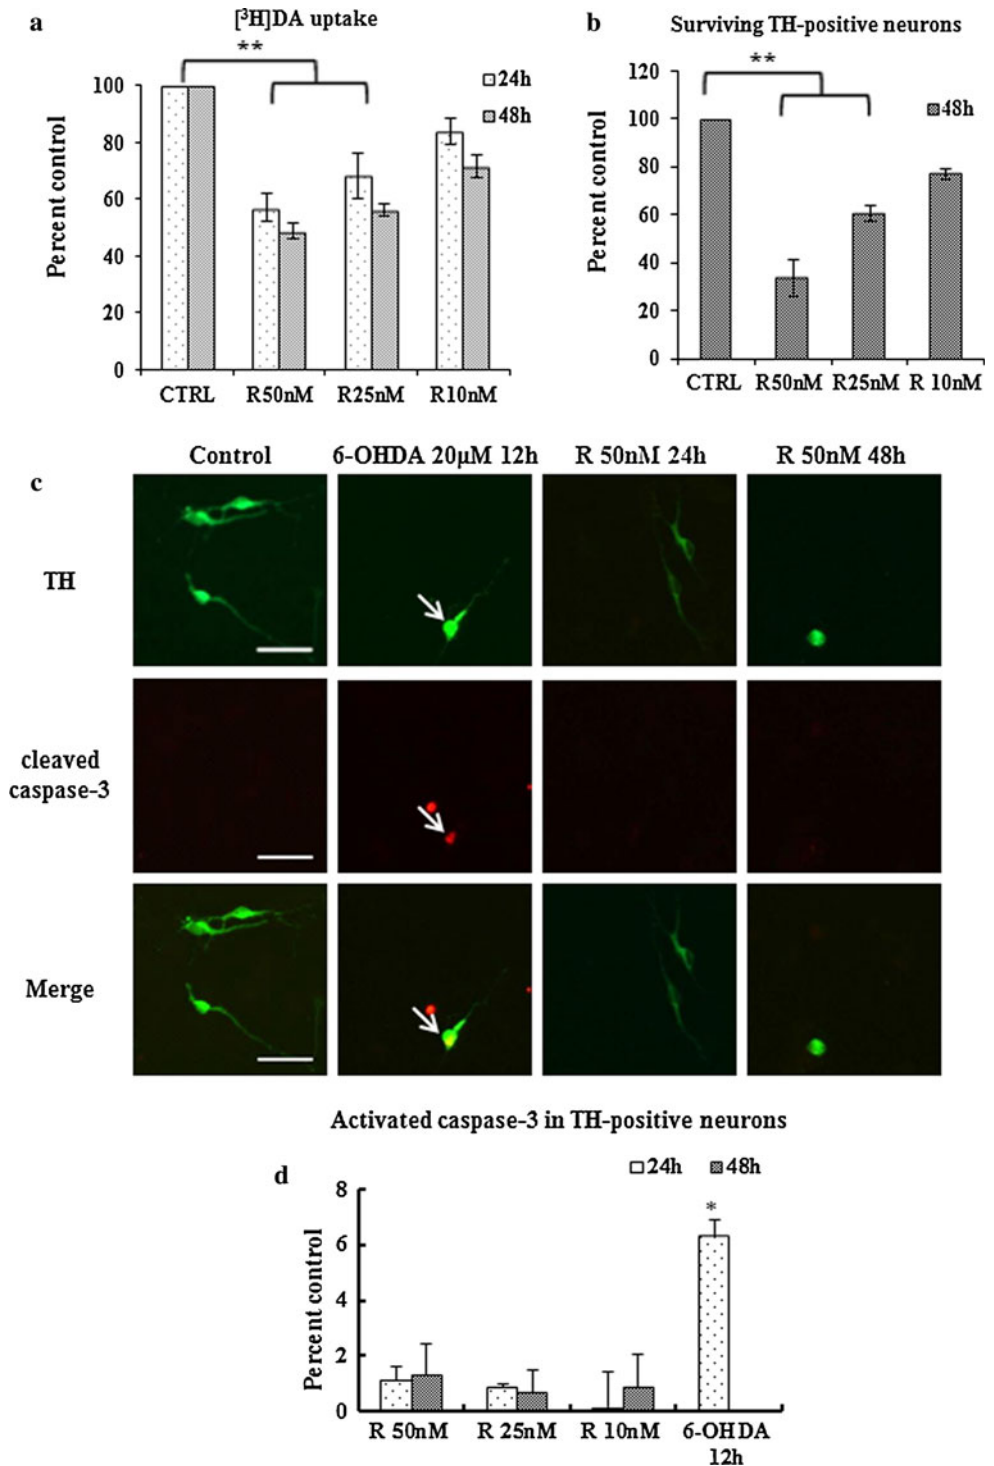 a
[³H]DA uptake
**
24h
48h
Percent control
100
80
60
40
20
0
CTRL R50nM R25nM R10nM
b
Surviving TH-positive neurons
**
48h
Percent control
120
100
80
60
40
20
0
CTRL R50nM R25nM R 10nM
c
Control 6-OHDA 20µM 12h R 50nM 24h R 50nM 48h
TH
cleaved
caspase-3
Merge
Activated caspase-3 in TH-positive neurons
d
24h 48h
Percent control
8
6
4
2
0
*
R 50nM R 25nM R 10nM 6-OHDA
12h